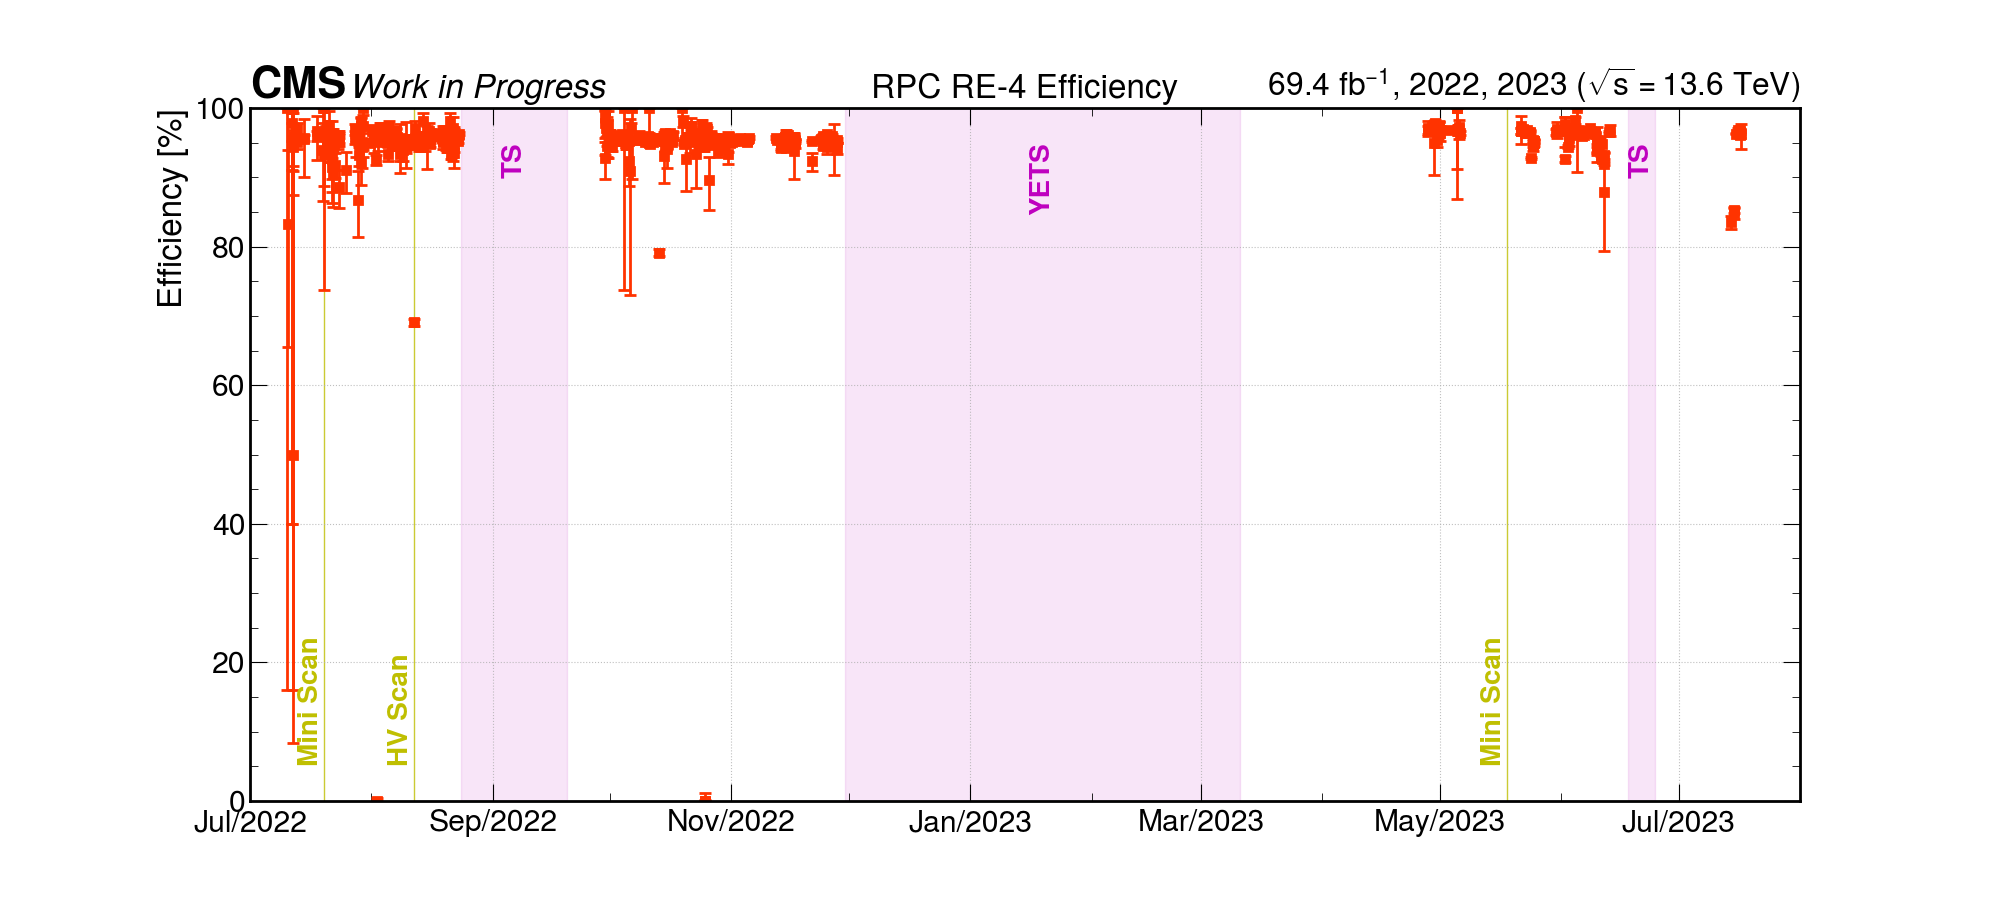 CMS Work in Progress RPC RE-4 Efficiency 69.4 fb⁻¹, 2022, 2023 (√s = 13.6 TeV)
Efficiency [%]
100
80
60
40
20
0
TS
YETS
TS
Mini Scan
HV Scan
Mini Scan
Jul/2022 Sep/2022 Nov/2022 Jan/2023 Mar/2023 May/2023 Jul/2023